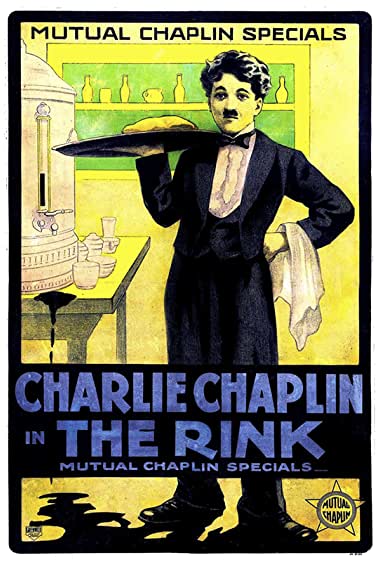 MUTUAL CHAPLIN SPECIALS
CHARLIE CHAPLIN
IN THE RINK
MUTUAL CHAPLIN SPECIALS
MUTUAL
CHAPLIN